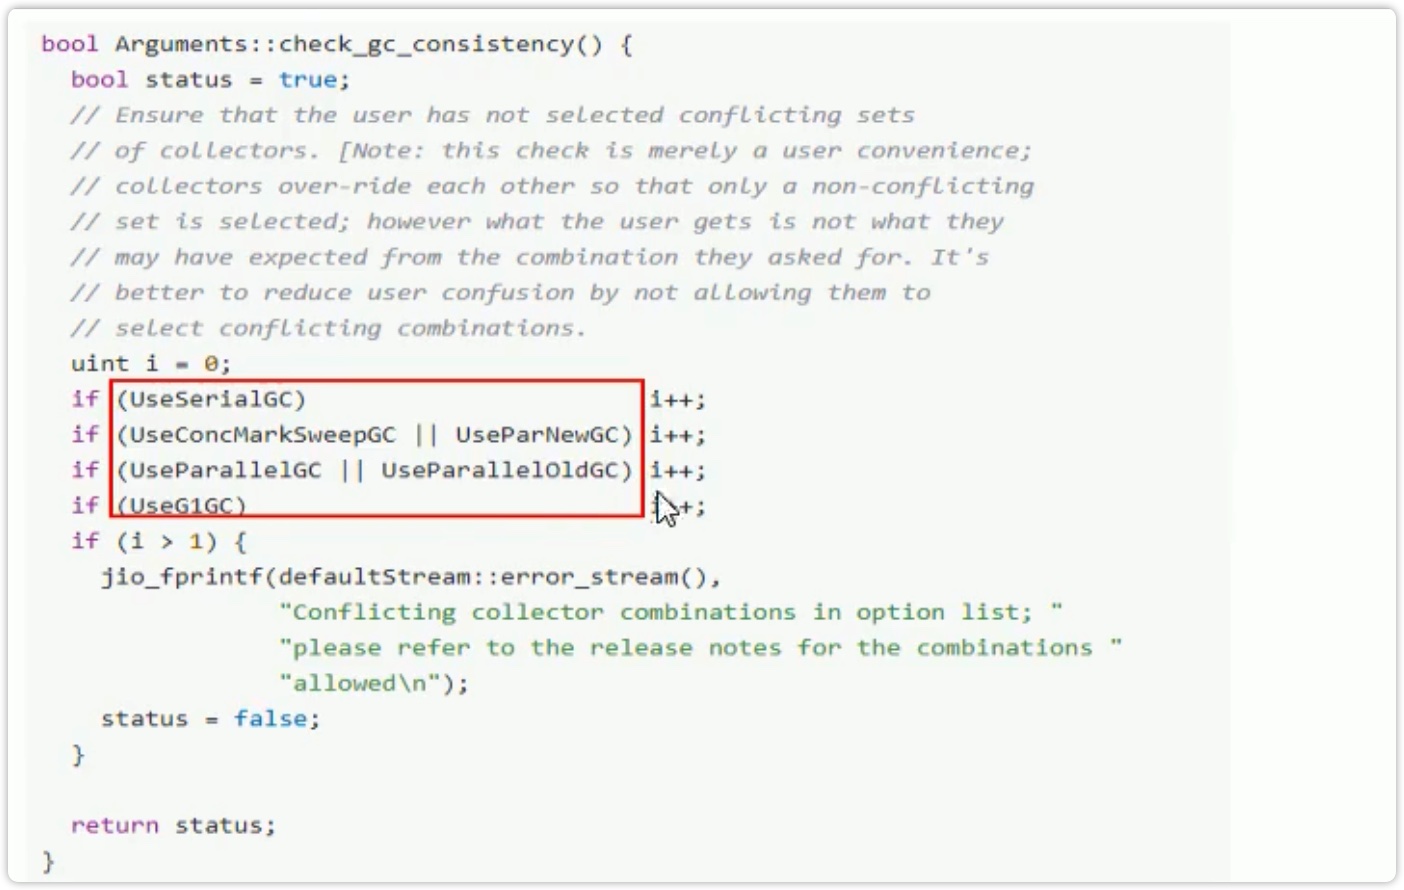 bool Arguments::check_gc_consistency() {
bool status = true;
// Ensure that the user has not selected conflicting sets
// of collectors. [Note: this check is merely a user convenience;
// collectors over-ride each other so that only a non-conflicting
// set is selected; however what the user gets is not what they
// may have expected from the combination they asked for. It's
// better to reduce user confusion by not allowing them to
// select conflicting combinations.
uint i = 0;
if (UseSerialGC) i++;
if (UseConcMarkSweepGC || UseParNewGC) i++;
if (UseParallelGC || UseParallelOldGC) i++;
if (UseG1GC) i++;
if (i > 1) {
jio_fprintf(defaultStream::error_stream(),
"Conflicting collector combinations in option list; "
"please refer to the release notes for the combinations "
"allowed\n");
status = false;
}
return status;
}